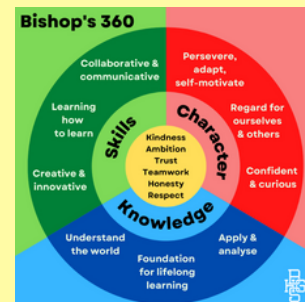 Bishop's 360
Collaborative &
communicative
Learning
how
to learn
Creative &
innovative
Skills
Persevere,
adapt,
self-motivate
Regard for
ourselves
& others
Confident
& curious
Character
Kindness
Ambition
Trust
Teamwork
Honesty
Respect
Knowledge
Understand
the world
Foundation
for lifelong
learning
Apply &
analyse